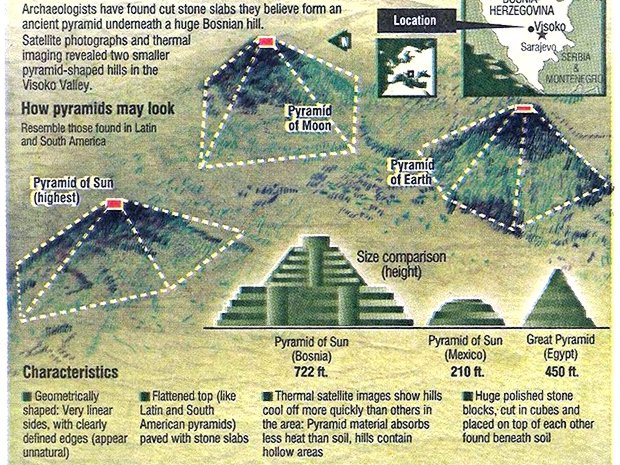 Archaeologists have found cut stone slabs they believe form an
ancient pyramid underneath a huge Bosnian hill.
Satellite photographs and thermal
imaging revealed two smaller
pyramid-shaped hills in the
Visoko Valley.
How pyramids may look
Resemble those found in Latin
and South America
N
Location
BOSNIA-
HERZEGOVINA
Visoko
Sarajevo
SERBIA
&
MONTENEGRO
Pyramid
of Moon
Pyramid
of Earth
Pyramid of Sun
(highest)
Size comparison
(height)
Pyramid of Sun
(Bosnia)
722 ft.
Pyramid of Sun
(Mexico)
210 ft.
Great Pyramid
(Egypt)
450 ft.
Characteristics
Geometrically
shaped: Very linear
sides, with clearly
defined edges (appear
unnatural)
Flattened top (like
Latin and South
American pyramids)
paved with stone slabs
Thermal satellite images show hills
cool off more quickly than others in
the area: Pyramid material absorbs
less heat than soil, hills contain
hollow areas
Huge polished stone
blocks, cut in cubes and
placed on top of each other
found beneath soil